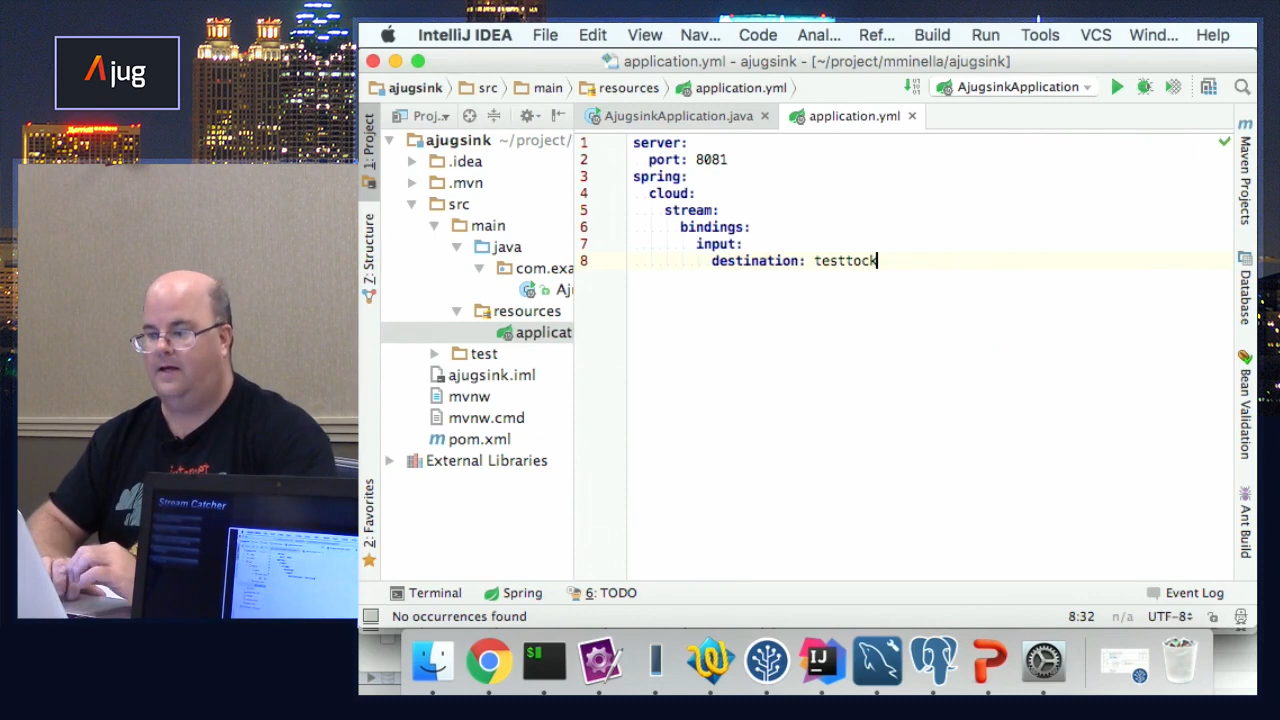 Ajug
IntelliJ IDEA File Edit View Nav... Code Anal... Ref... Build Run Tools VCS Wind... Help
application.yml - ajugsink - [~/project/mminella/ajugsink]
ajugsink src main resources application.yml AjugsinkApplication
Proj... AjugsinkApplication.java application.yml
1: Project
7: Structure
2: Favorites
ajugsink ~/project/
.idea
.mvn
src
main
java
com.exa
Aj
resources
applicat
test
ajugsink.iml
mvnw
mvnw.cmd
pom.xml
External Libraries
1 server:
2 port: 8081
3 spring:
4 cloud:
5 stream:
6 bindings:
7 input:
8 destination: testtock
Maven Projects
Database
Bean Validation
Ant Build
Terminal Spring 6: TODO Event Log
No occurrences found 8:32 n/a UTF-8
Stream Catcher